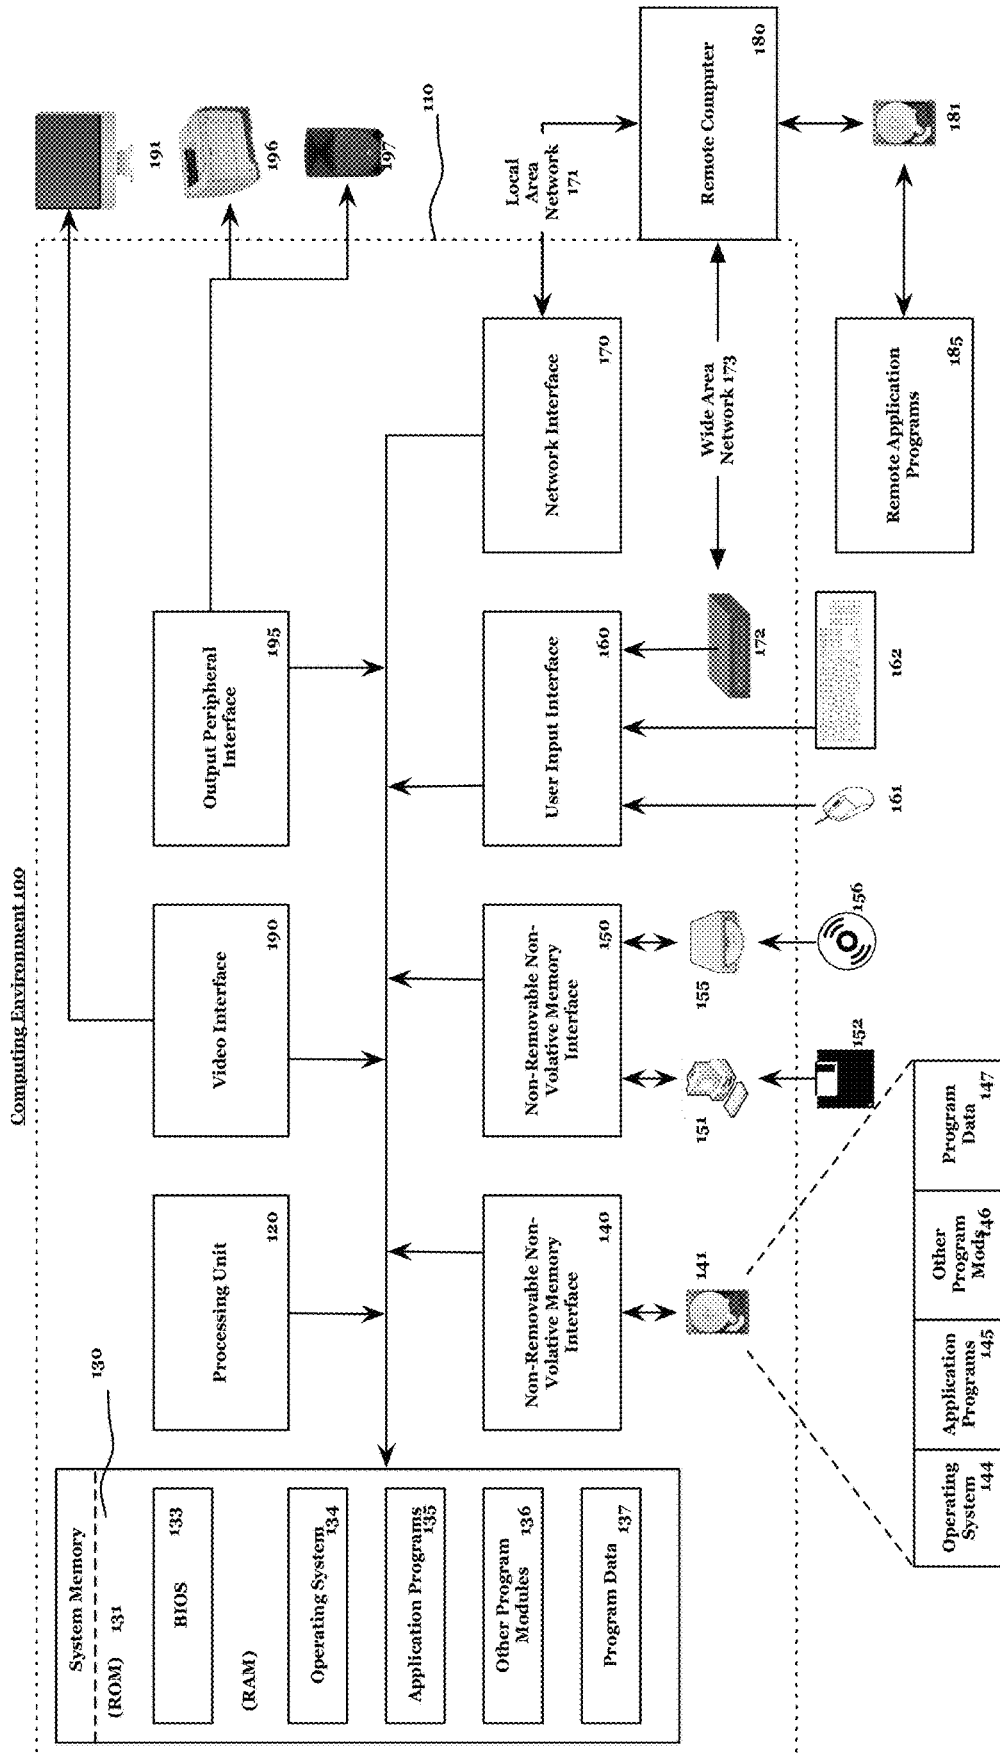 Computing Environment 100
System Memory
(ROM) 131
130
BIOS
133
(RAM)
Operating System
134
Application Programs
135
Other Program
Modules
136
Program Data
137
Processing Unit
120
Video Interface
190
Output Peripheral
Interface
195
191
196
197
110
Non-Removable Non-
Volative Memory
Interface
140
Non-Removable Non-
Volative Memory
Interface
150
User Input Interface
160
Network Interface
170
Local
Area
Network
171
Remote Computer
180
141
151
155
172
Wide Area
Network 173
152
156
161
162
181
Remote Application
Programs
185
Operating
System
144
Application
Programs
145
Other
Program
Mods
146
Program
Data
147